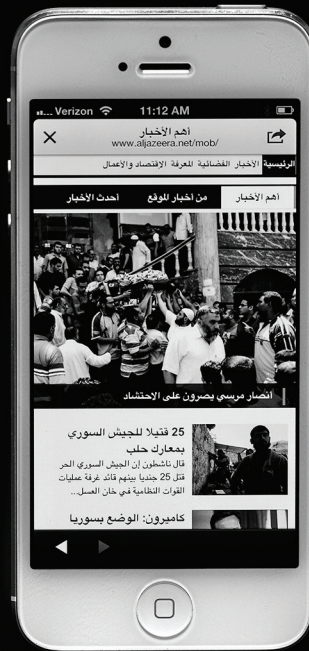 Verizon 11:12 AM
أهم الأخبار
www.aljazeera.net/mob/
الرئيسية الأخبار الفضائية المعرفة الاقتصاد والأعمال
أهم الأخبار من أخبار الموقع أحدث الأخبار
أنصار مرسي يصرون على الاحتشاد
25 قتيلا للجيش السوري
بمعارك حلب
قال ناشطون إن الجيش السوري الحر
قتل 25 جنديا بينهم قائد غرفة عمليات
القوات النظامية في خان العسل...
كاميرون: الوضع بسوريا